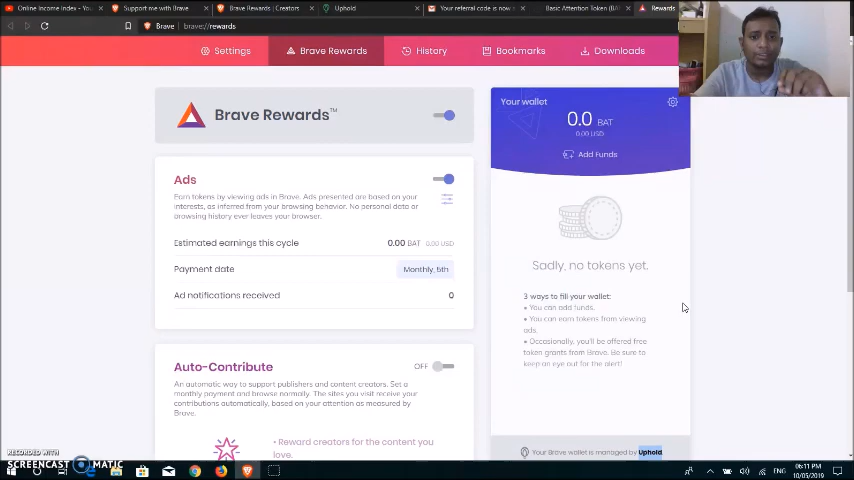 Online Income Index - You
Support me with Brave
Brave Rewards | Creators
Uphold
Your referral code is now
Basic Attention Token (BAT
Rewards
Brave | brave://rewards
Settings
Brave Rewards
History
Bookmarks
Downloads
Brave Rewards™
Ads
Earn tokens by viewing ads in Brave. Ads presented are based on your
interests, as inferred from your browsing behavior. No personal data or
browsing history ever leaves your browser.
Estimated earnings this cycle 0.00 BAT 0.00 USD
Payment date Monthly, 5th
Ad notifications received 0
Auto-Contribute OFF
An automatic way to support publishers and content creators. Set a
monthly payment and browse normally. The sites you visit receive your
contributions automatically, based on your attention as measured by
Brave.
• Reward creators for the content you
love.
Your wallet
0.0 BAT
0.00 USD
Add Funds
Sadly, no tokens yet.
3 ways to fill your wallet:
• You can add funds.
• You can earn tokens from viewing
ads.
• Occasionally, you'll be offered free
token grants from Brave. Be sure to
keep an eye out for the alert!
Your Brave wallet is managed by Uphold
RECORDED WITH
SCREENCAST MATIC
ENG
06:11 PM
10/05/2019